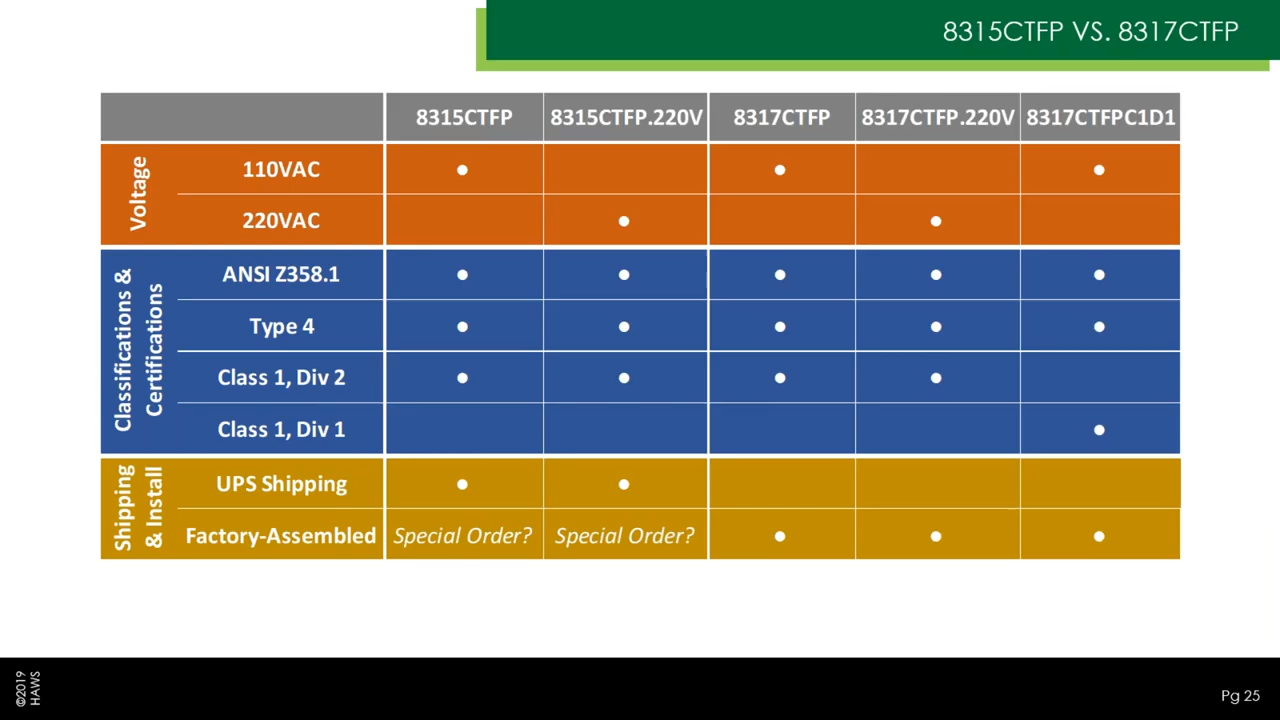 8315CTFP VS. 8317CTFP
8315CTFP 8315CTFP.220V 8317CTFP 8317CTFP.220V 8317CTFPC1D1
Voltage
110VAC ● ● ●
220VAC ● ●
Classifications &
Certifications
ANSI Z358.1 ● ● ● ● ●
Type 4 ● ● ● ● ●
Class 1, Div 2 ● ● ● ●
Class 1, Div 1 ●
Shipping
& Install
UPS Shipping ● ●
Factory-Assembled Special Order? Special Order? ● ● ●
©2019
HAWS
Pg 25